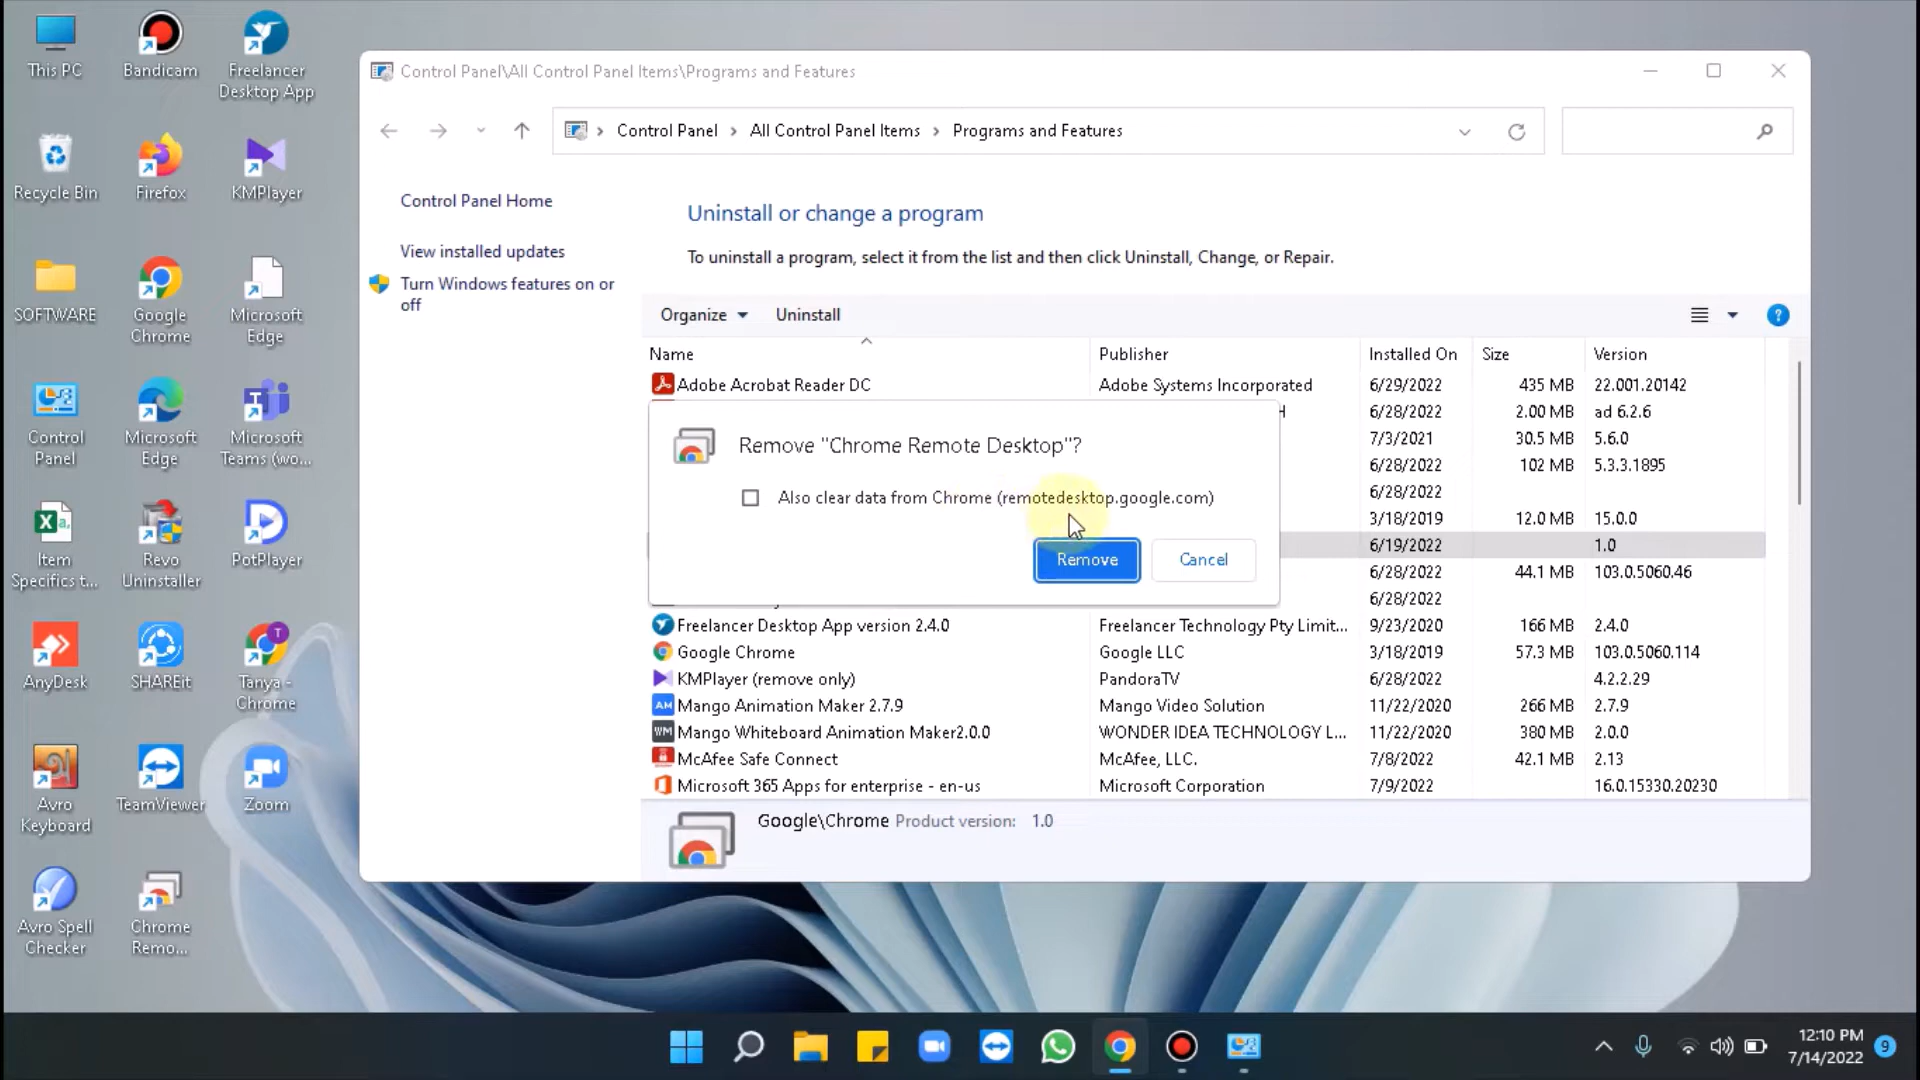 This PC
Bandicam
Freelancer
Desktop App
Recycle Bin
Firefox
KMPlayer
SOFTWARE
Google
Chrome
Microsoft
Edge
Control
Panel
Microsoft
Edge
Microsoft
Teams (wo...
Item
Specifics t...
Revo
Uninstaller
PotPlayer
AnyDesk
SHAREit
Tanya -
Chrome
Avro
Keyboard
TeamViewer
Zoom
Avro Spell
Checker
Chrome
Remo...
Control Panel\All Control Panel Items\Programs and Features
Control Panel > All Control Panel Items > Programs and Features
Control Panel Home
View installed updates
Turn Windows features on or
off
Uninstall or change a program
To uninstall a program, select it from the list and then click Uninstall, Change, or Repair.
Organize Uninstall
Name Publisher Installed On Size Version
Adobe Acrobat Reader DC Adobe Systems Incorporated 6/29/2022 435 MB 22.001.20142
6/28/2022 2.00 MB ad 6.2.6
7/3/2021 30.5 MB 5.6.0
6/28/2022 102 MB 5.3.3.1895
6/28/2022
3/18/2019 12.0 MB 15.0.0
6/19/2022 1.0
6/28/2022 44.1 MB 103.0.5060.46
6/28/2022
Remove "Chrome Remote Desktop"?
Also clear data from Chrome (remotedesktop.google.com)
Remove Cancel
Freelancer Desktop App version 2.4.0 Freelancer Technology Pty Limit... 9/23/2020 166 MB 2.4.0
Google Chrome Google LLC 3/18/2019 57.3 MB 103.0.5060.114
KMPlayer (remove only) PandoraTV 6/28/2022 4.2.2.29
AM Mango Animation Maker 2.7.9 Mango Video Solution 11/22/2020 266 MB 2.7.9
WM Mango Whiteboard Animation Maker2.0.0 WONDER IDEA TECHNOLOGY L... 11/22/2020 380 MB 2.0.0
McAfee Safe Connect McAfee, LLC. 7/8/2022 42.1 MB 2.13
Microsoft 365 Apps for enterprise - en-us Microsoft Corporation 7/9/2022 16.0.15330.20230
Google\Chrome Product version: 1.0
12:10 PM
7/14/2022
9